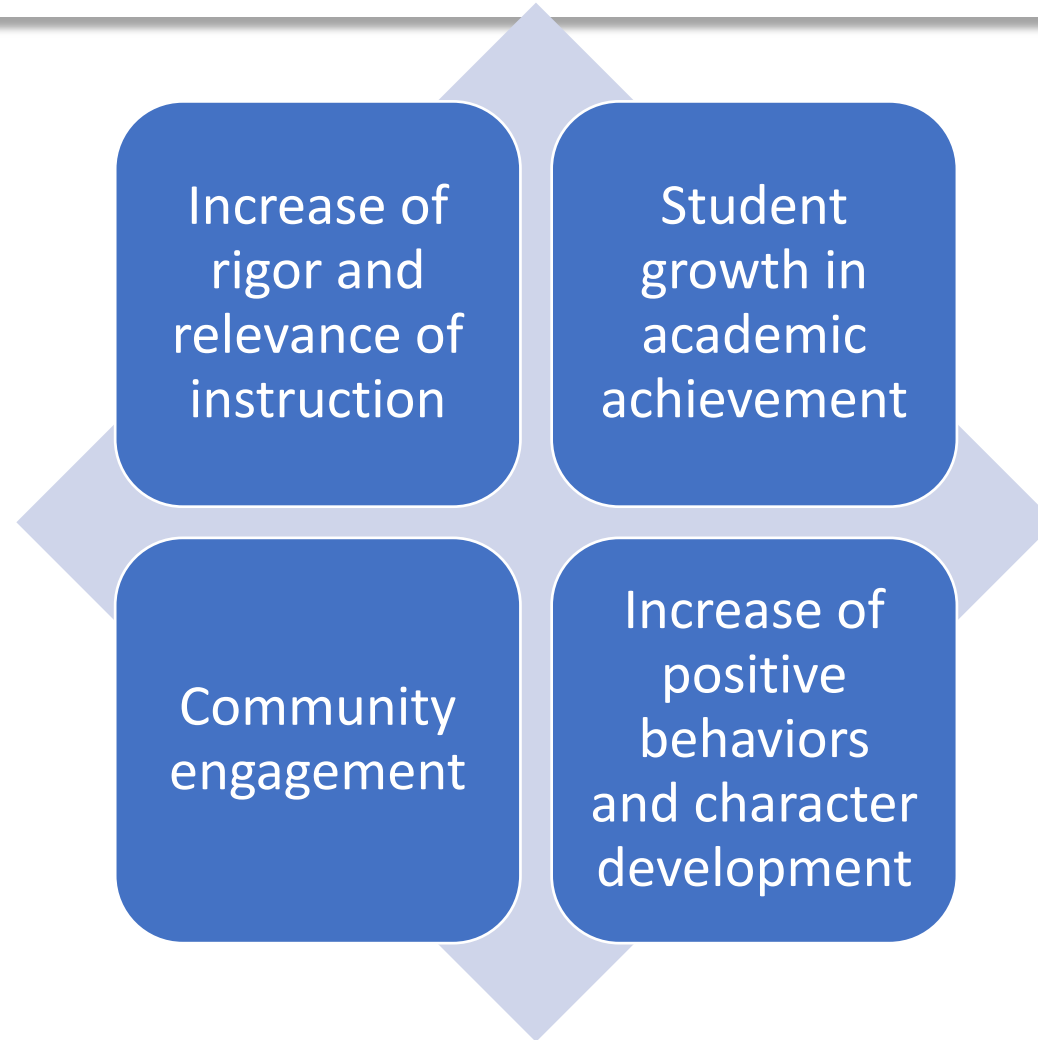 Increase of
rigor and
relevance of
instruction
Student
growth in
academic
achievement
Community
engagement
Increase of
positive
behaviors
and character
development